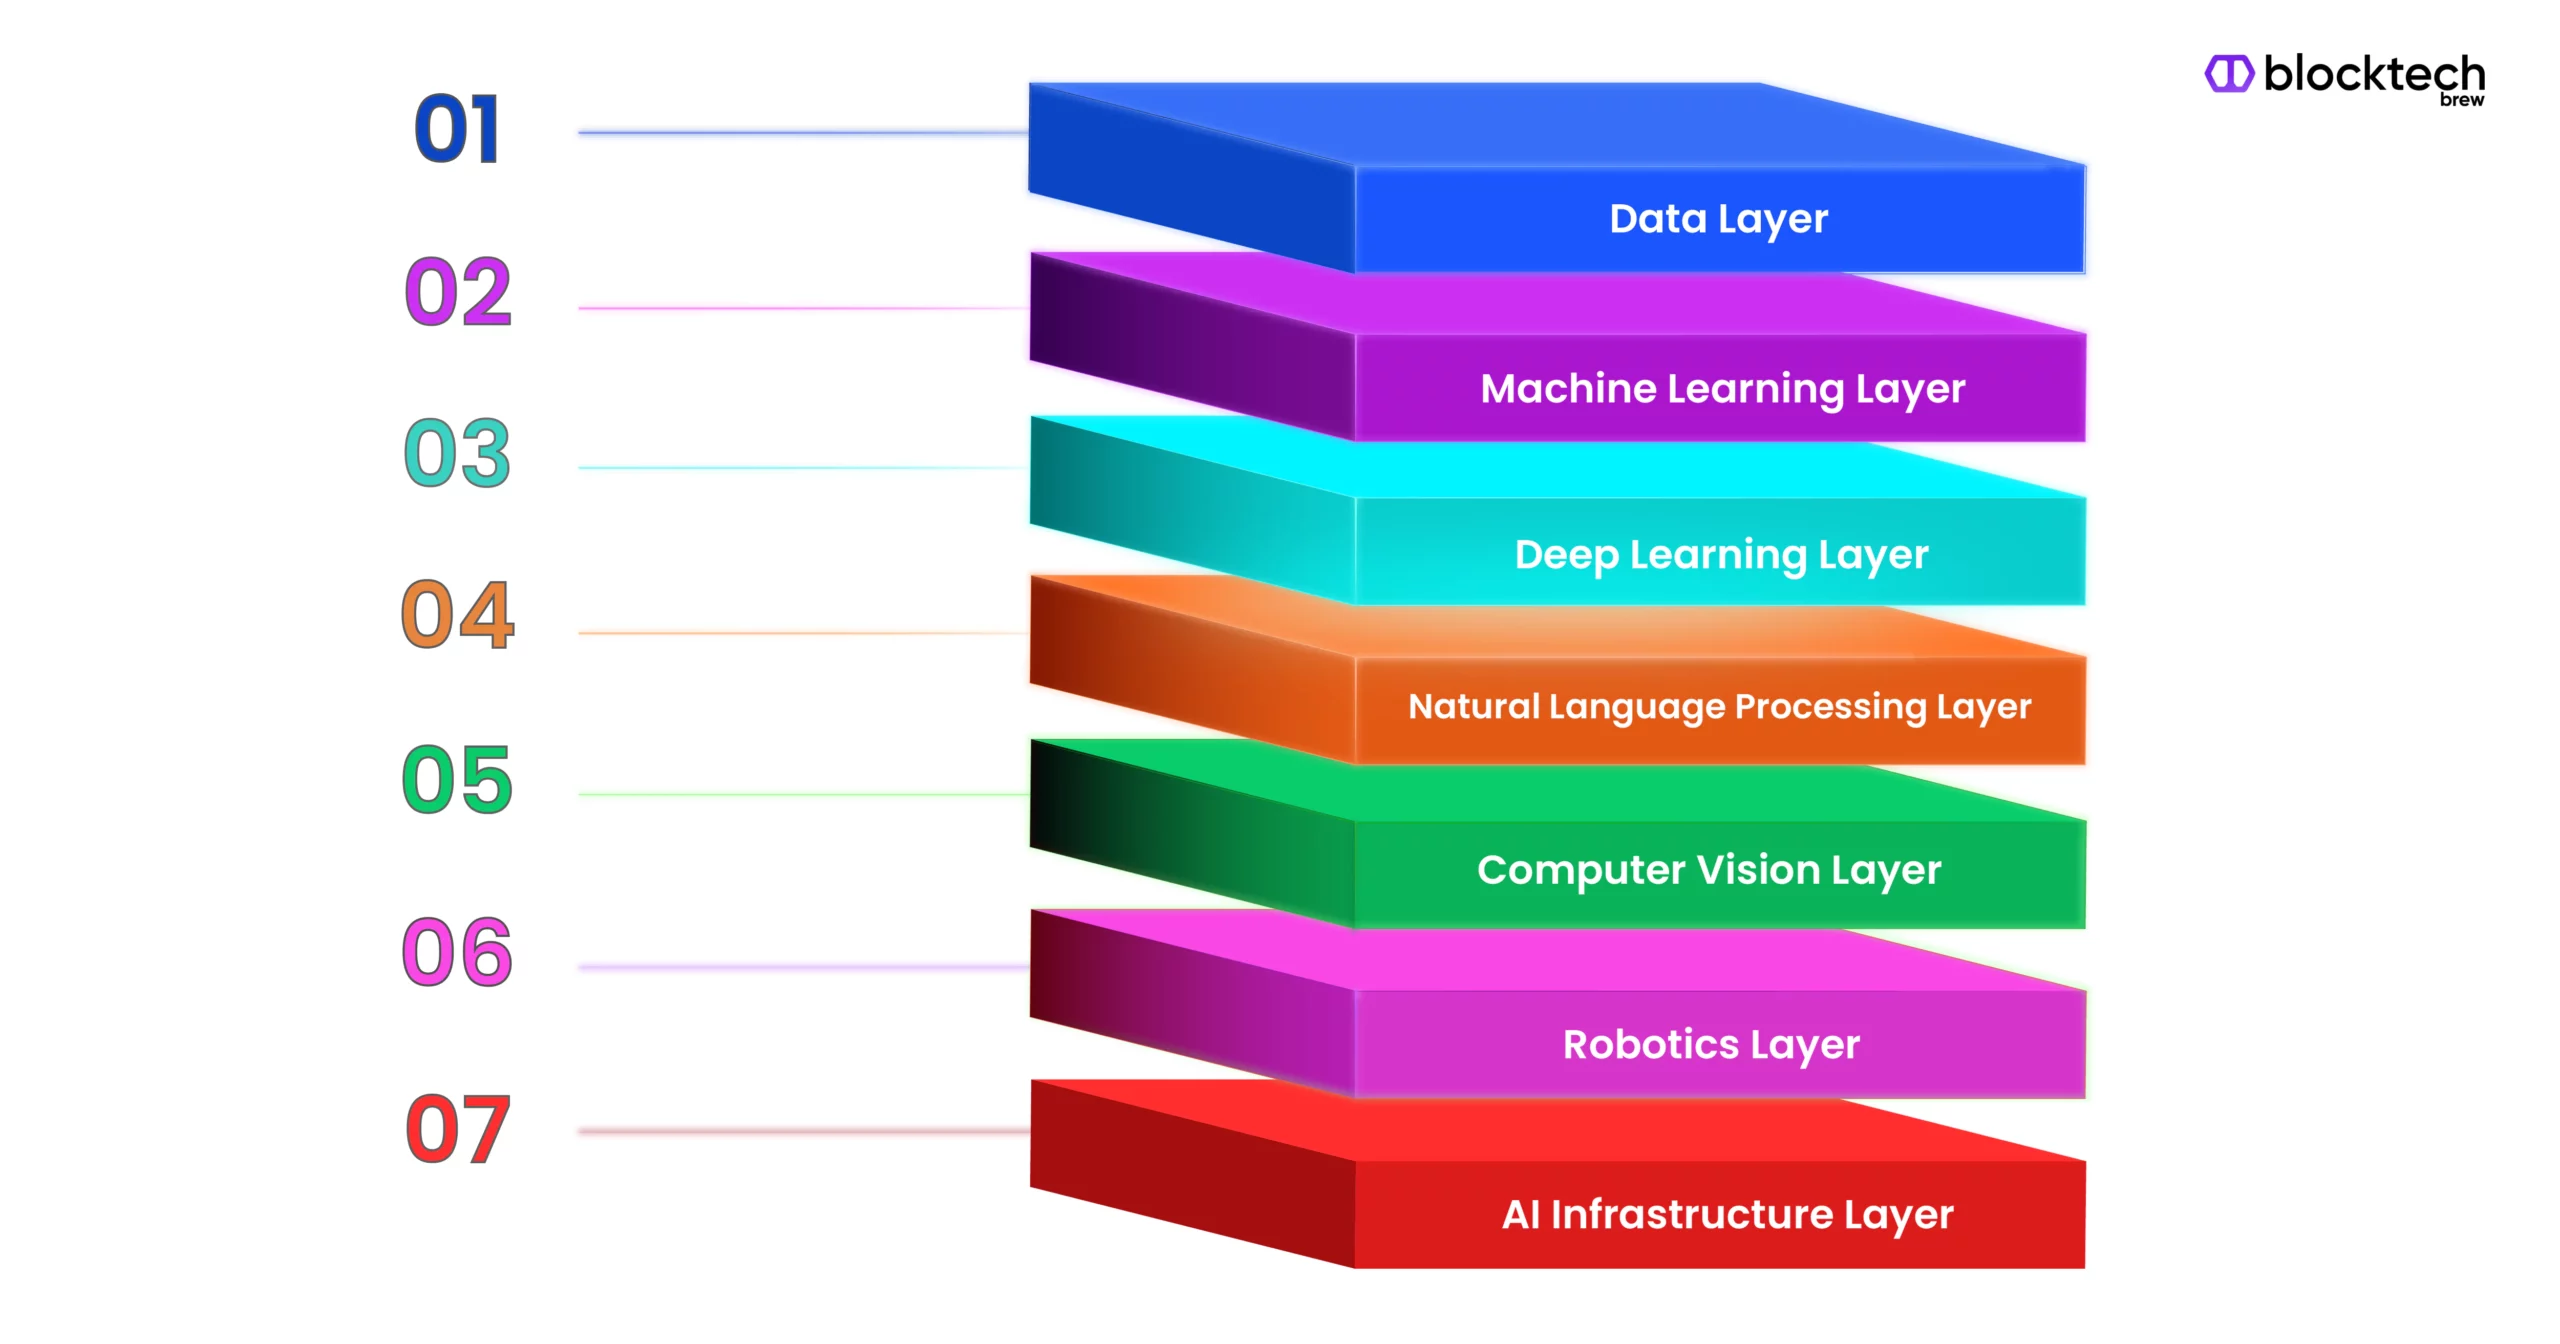 blocktech
brew
01
Data Layer
02
Machine Learning Layer
03
Deep Learning Layer
04
Natural Language Processing Layer
05
Computer Vision Layer
06
Robotics Layer
07
AI Infrastructure Layer